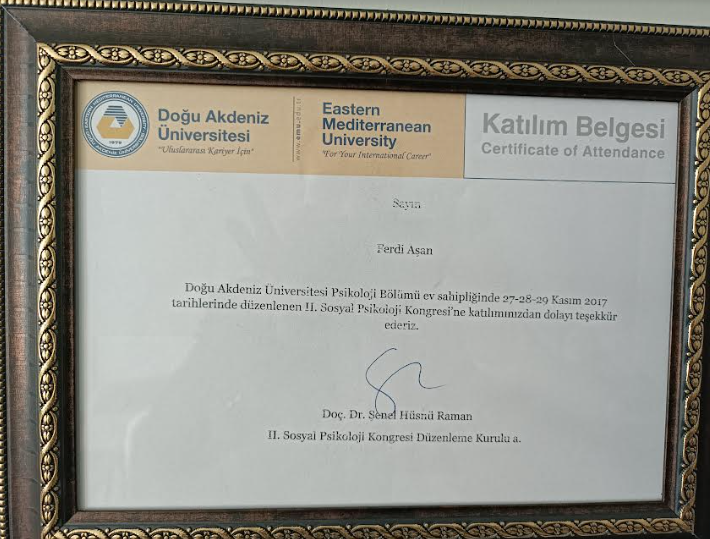 Doğu Akdeniz
Üniversitesi
"Uluslararası Kariyer İçin"
www.emu.edu.tr
Eastern
Mediterranean
University
"For Your International Career"
Katılım Belgesi
Certificate of Attendance
Sayın
Ferdi Aşan
Doğu Akdeniz Üniversitesi Psikoloji Bölümü ev sahipliğinde 27-28-29 Kasım 2017
tarihlerinde düzenlenen II. Sosyal Psikoloji Kongresi'ne katılımınızdan dolayı teşekkür
ederiz.
Doç. Dr. Şenel Hüsnü Raman
II. Sosyal Psikoloji Kongresi Düzenleme Kurulu a.